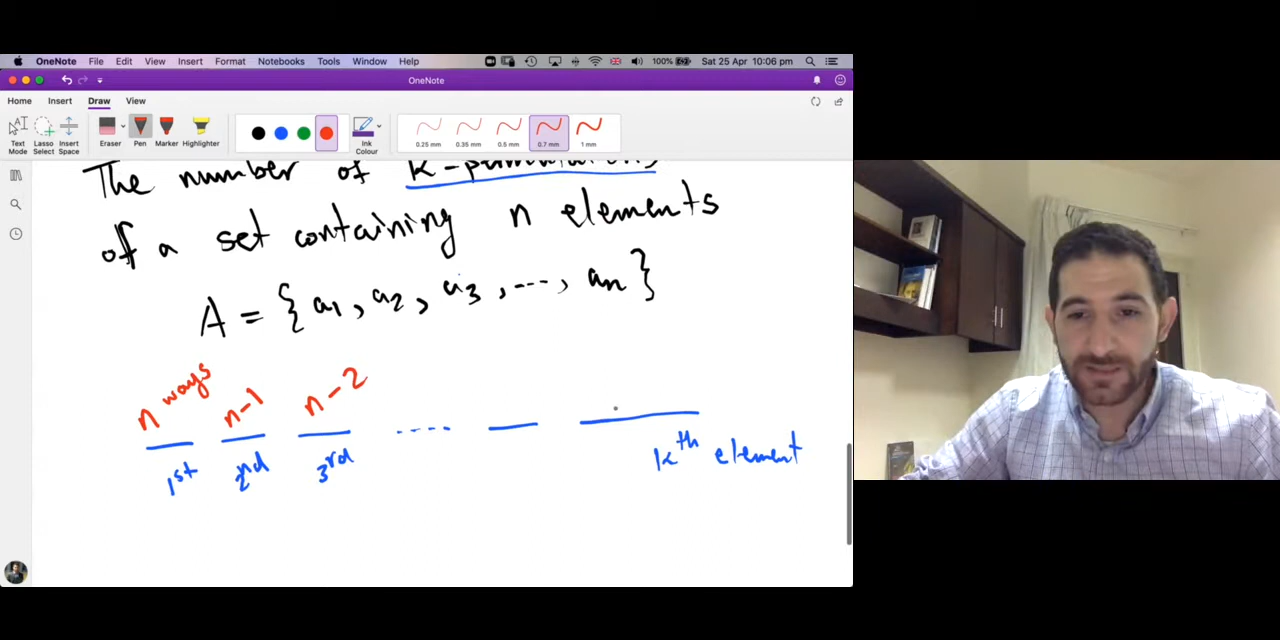 OneNote File Edit View Insert Format Notebooks Tools Window Help 100% Sat 25 Apr 10:06 pm
OneNote
Home Insert Draw View
Text Mode Lasso Select Insert Space Eraser Pen Marker Highlighter Ink Colour 0.25 mm 0.35 mm 0.5 mm 0.7 mm 1 mm
The number of k-permutations
of a set containing n elements
A = {a1, a2, a3, ..., an}
n ways n-1 n-2
1st 2nd 3rd .... kth element